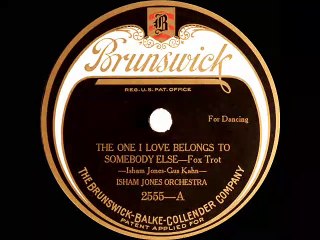 B
Brunswick
REG. U.S. PAT. OFFICE
For Dancing
THE ONE I LOVE BELONGS TO
SOMEBODY ELSE—Fox Trot
—Isham Jones-Gus Kahn—
ISHAM JONES ORCHESTRA
2555—A
THE BRUNSWICK-BALKE-COLLENDER COMPANY
PATENT APPLIED FOR